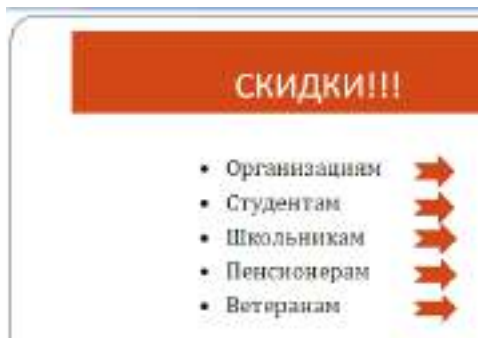 СКИДКИ!!!
• Организациям
• Студентам
• Школьникам
• Пенсионерам
• Ветеранам